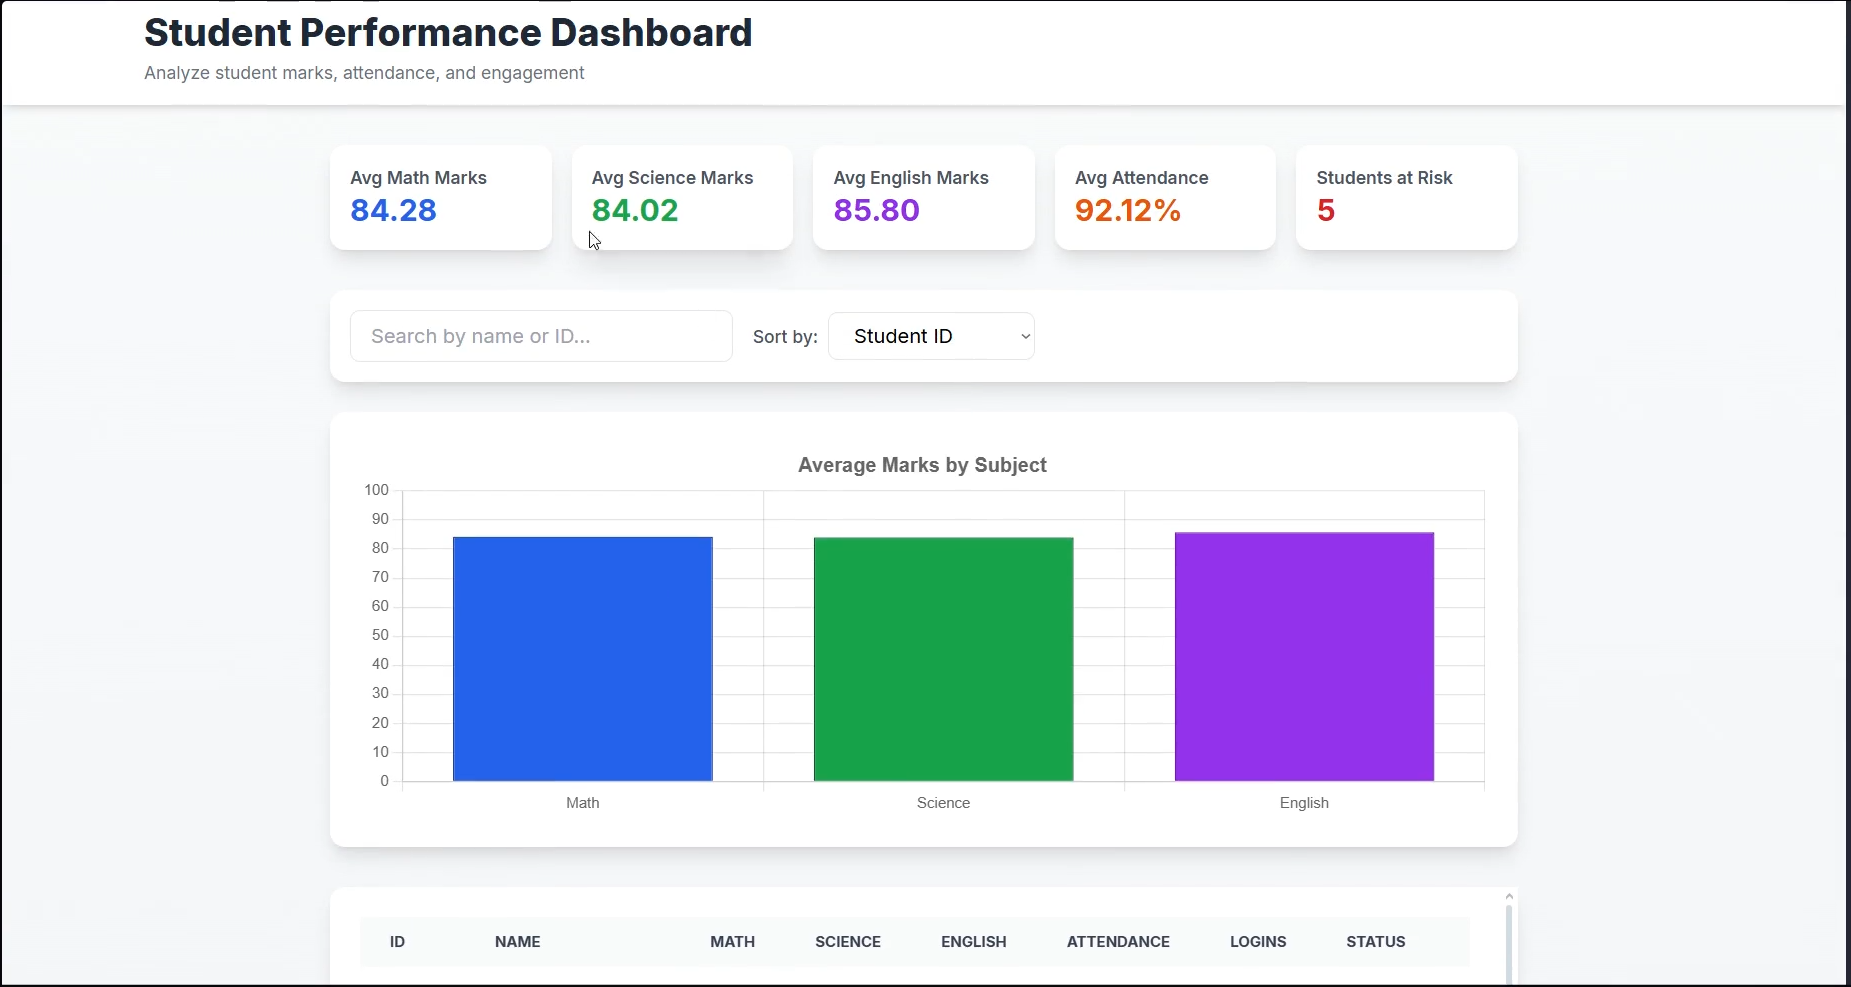 Student Performance Dashboard
Analyze student marks, attendance, and engagement
Avg Math Marks
84.28
Avg Science Marks
84.02
Avg English Marks
85.80
Avg Attendance
92.12%
Students at Risk
5
Search by name or ID...
Sort by:
Student ID
Average Marks by Subject
100
90
80
70
60
50
40
30
20
10
0
Math
Science
English
ID NAME MATH SCIENCE ENGLISH ATTENDANCE LOGINS STATUS